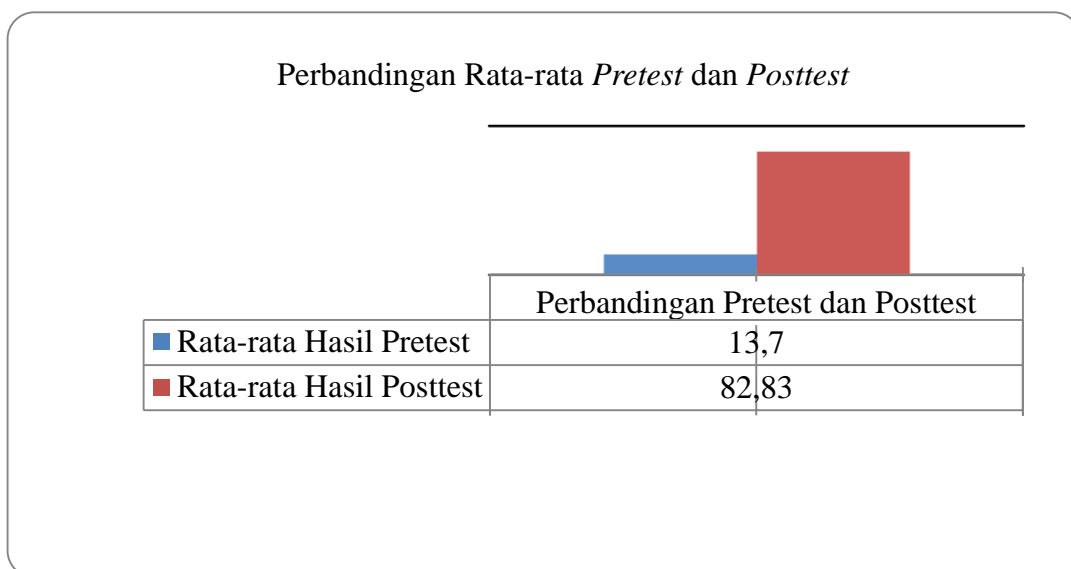 Perbandingan Rata-rata Pretest dan Posttest
Perbandingan Pretest dan Posttest
Rata-rata Hasil Pretest 13,7
Rata-rata Hasil Posttest 82,83